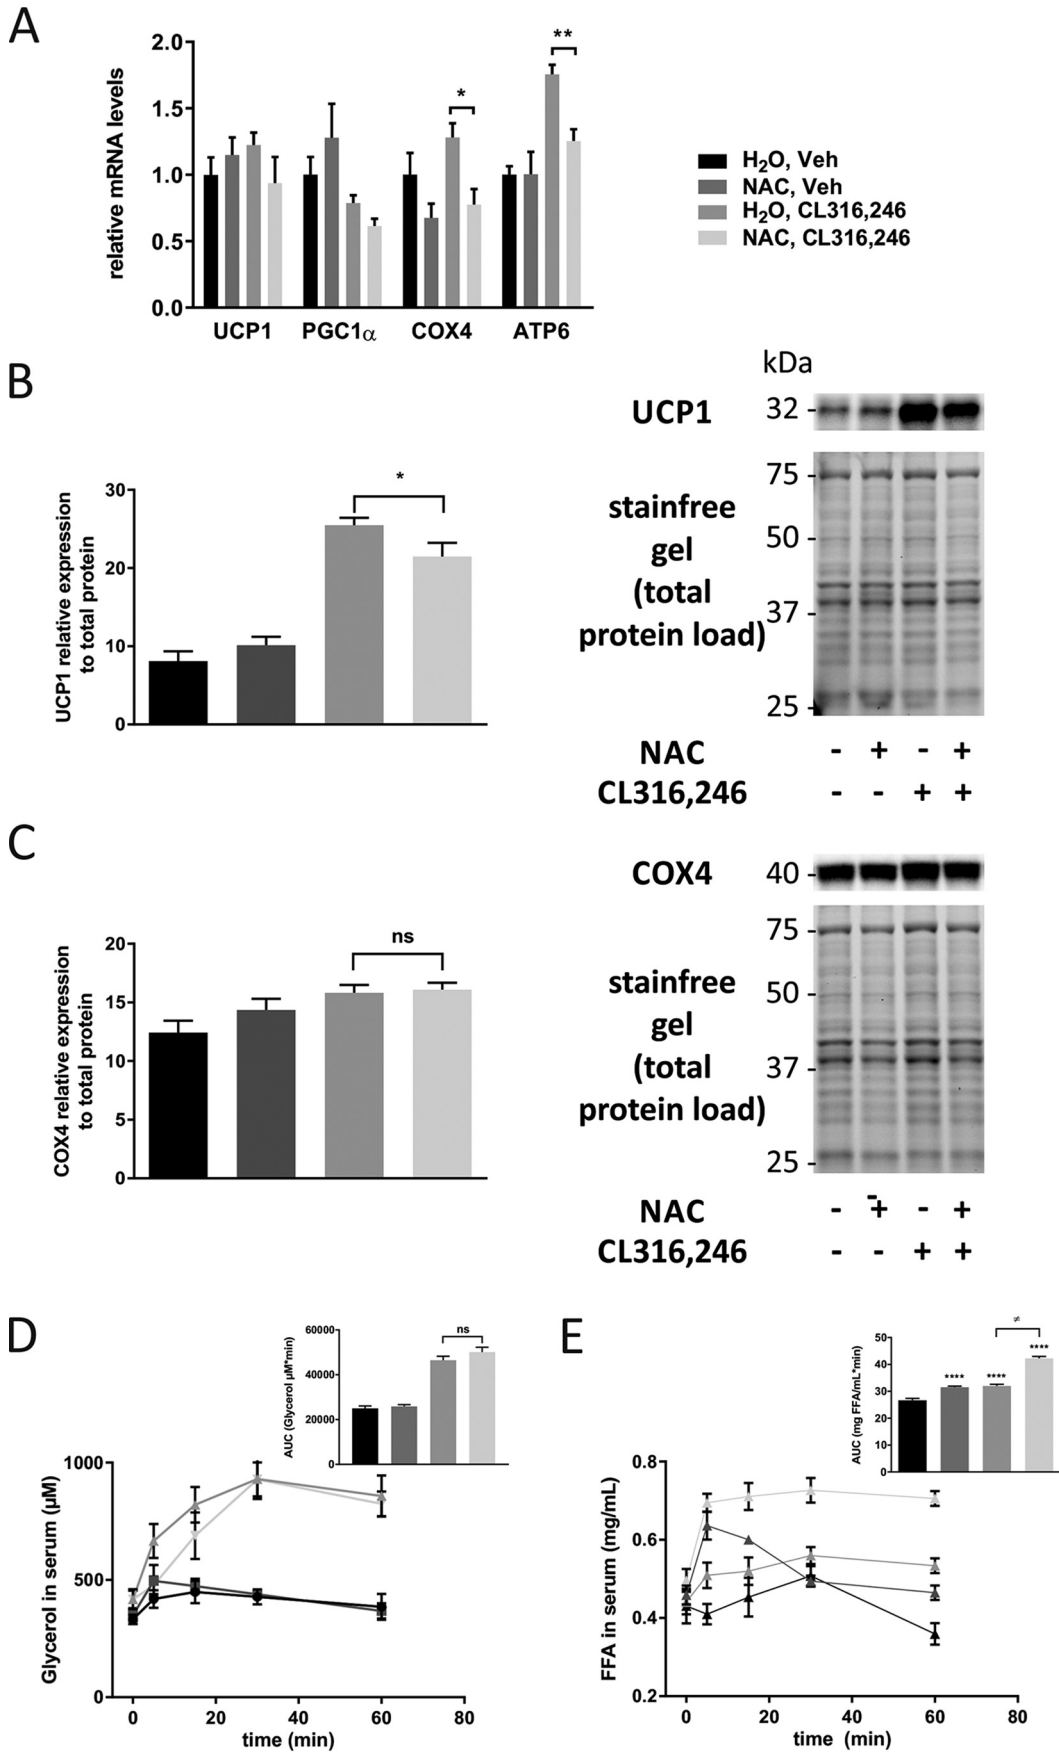 A
relative mRNA levels
2.0
1.5
1.0
0.5
0.0
*
**
UCP1 PGC1α COX4 ATP6
H₂O, Veh
NAC, Veh
H₂O, CL316,246
NAC, CL316,246
B
UCP1 relative expression
to total protein
30
20
10
0
*
kDa
UCP1 32 -
stainfree
gel
(total
protein load)
75 -
50 -
37 -
25 -
NAC - + - +
CL316,246 - - + +
C
COX4 relative expression
to total protein
20
15
10
5
0
ns
COX4 40 -
stainfree
gel
(total
protein load)
75 -
50 -
37 -
25 -
-
NAC - + - +
CL316,246 - - + +
D
AUC (Glycerol µM*min)
60000
40000
20000
0
ns
Glycerol in serum (µM)
1000
500
0
0 20 40 60 80
time (min)
E
AUC (mg FFA/mL*min)
50
40
30
20
10
0
≠
**** **** ****
FFA in serum (mg/mL)
0.8
0.6
0.4
0.2
0 20 40 60 80
time (min)